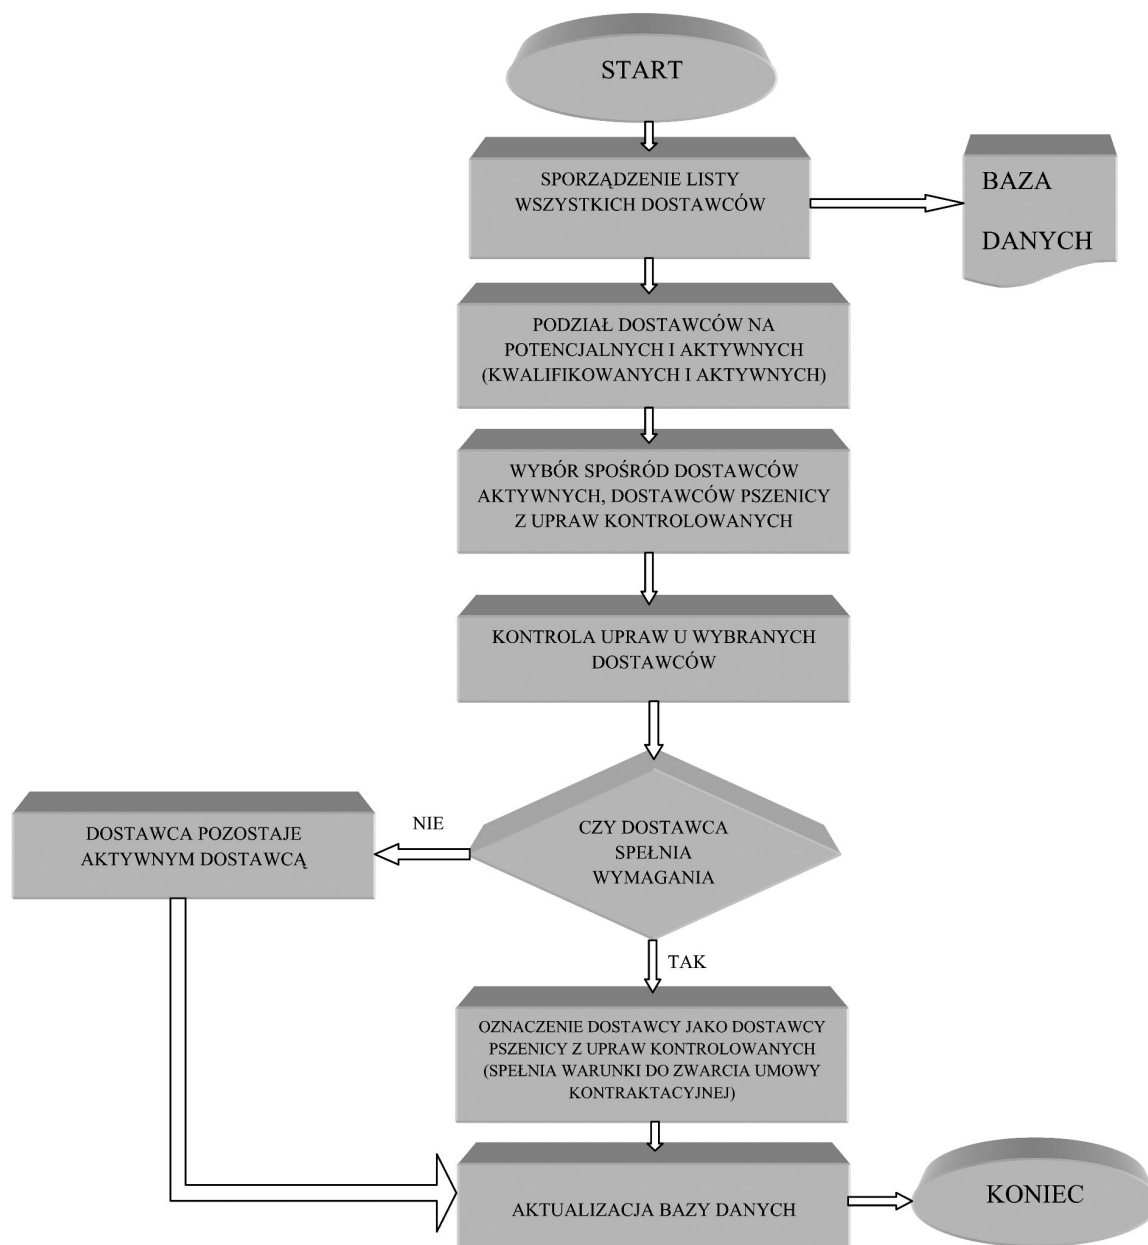 START
SPORZĄDZENIE LISTY
WSZYSTKICH DOSTAWCÓW
BAZA
DANYCH
PODZIAŁ DOSTAWCÓW NA
POTENCJALNYCH I AKTYWNYCH
(KWALIFIKOWANYCH I AKTYWNYCH)
WYBÓR SPOŚRÓD DOSTAWCÓW
AKTYWNYCH, DOSTAWCÓW PSZENICY
Z UPRAW KONTROLOWANYCH
KONTROLA UPRAW U WYBRANYCH
DOSTAWCÓW
CZY DOSTAWCA
SPEŁNIA
WYMAGANIA
NIE
DOSTAWCA POZOSTAJE
AKTYWNYM DOSTAWCĄ
TAK
OZNACZENIE DOSTAWCY JAKO DOSTAWCY
PSZENICY Z UPRAW KONTROLOWANYCH
(SPEŁNIA WARUNKI DO ZWARCIA UMOWY
KONTRAKTACYJNEJ)
AKTUALIZACJA BAZY DANYCH
KONIEC